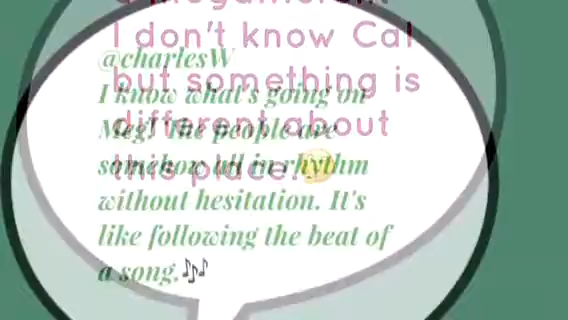 I don't know Cal
but something is
different about
this place.🤔
@charlesW
I know what's going on
Meg! The people are
somehow all in rhythm
without hesitation. It's
like following the beat of
a song.🎶